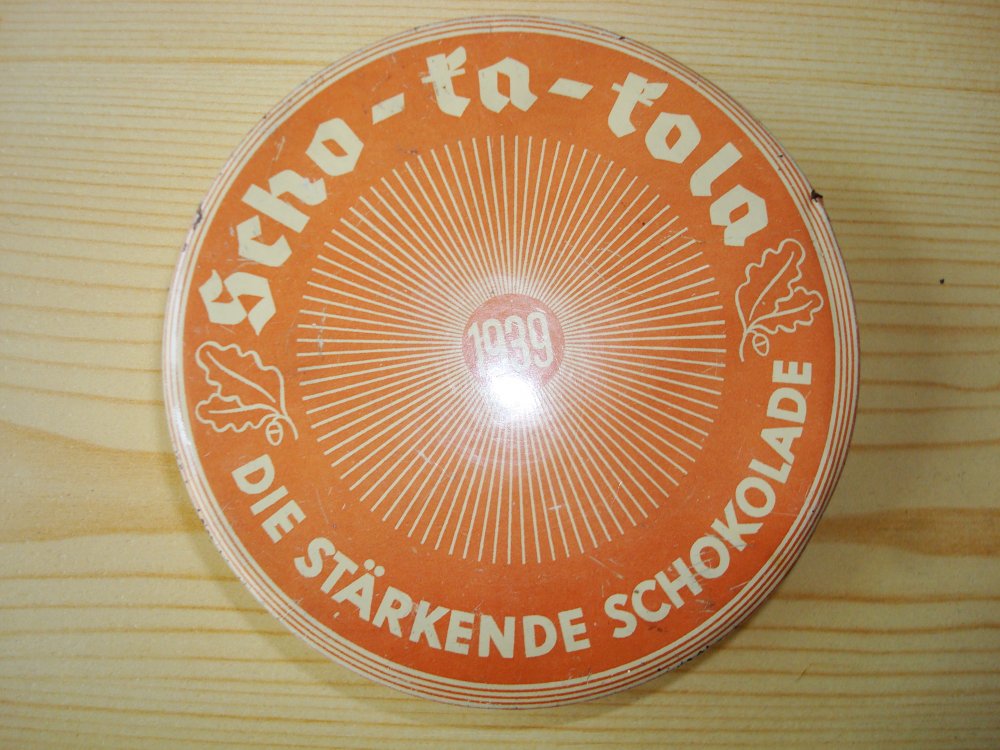 Scho-ka-kola
1939
DIE STÄRKENDE SCHOKOLADE